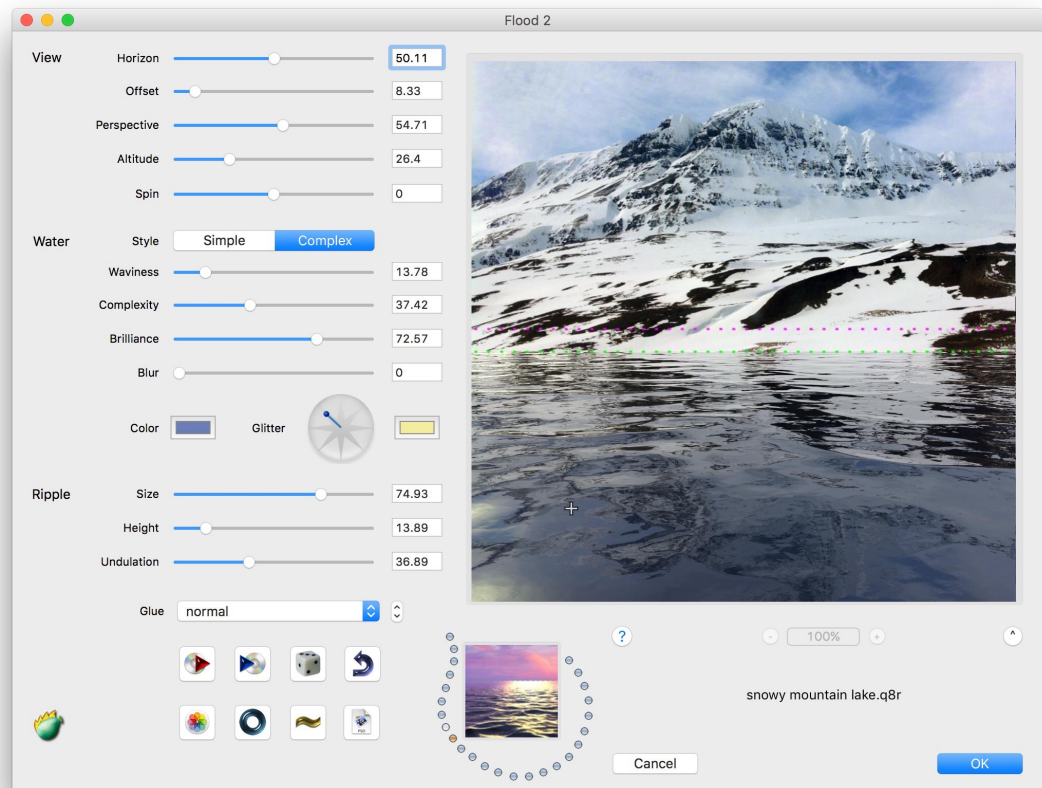 Flood 2
View
Horizon 50.11
Offset 8.33
Perspective 54.71
Altitude 26.4
Spin 0
Water
Style Simple Complex
Waviness 13.78
Complexity 37.42
Brilliance 72.57
Blur 0
Color Glitter
Ripple
Size 74.93
Height 13.89
Undulation 36.89
Glue normal
?
- 100% +
^
snowy mountain lake.q8r
Cancel OK